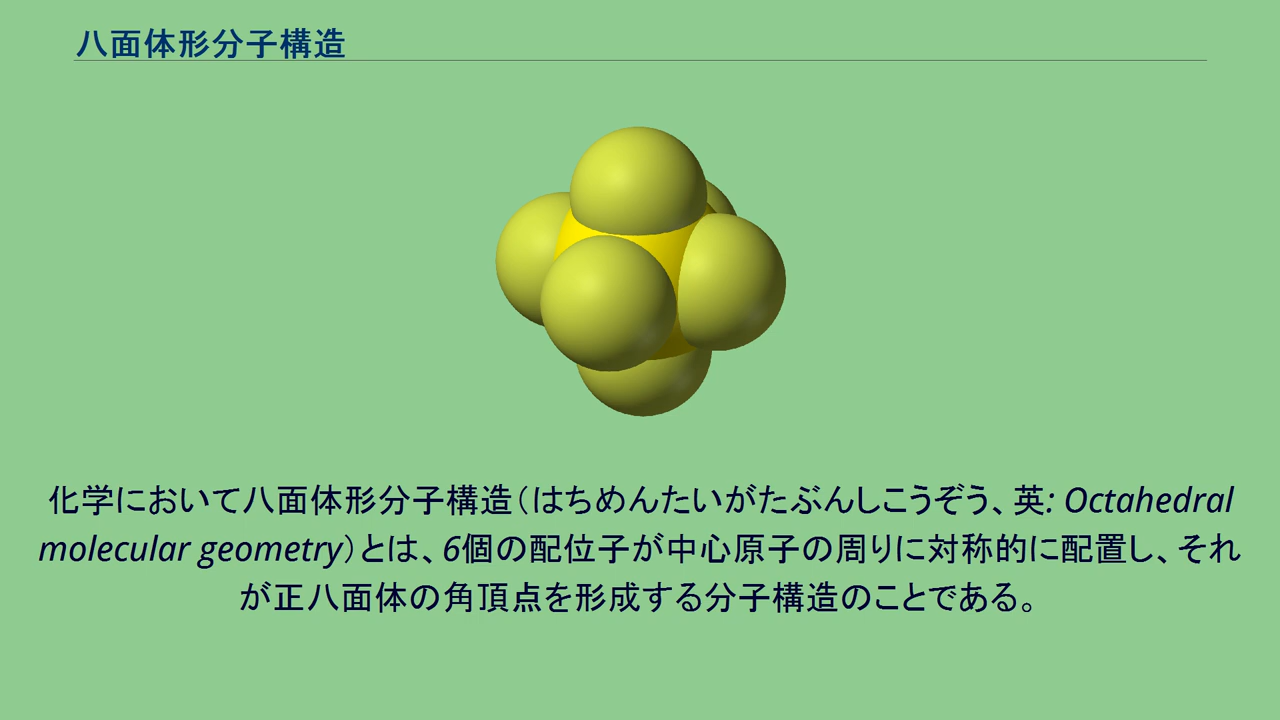 八面体形分子構造
化学において八面体形分子構造（はちめんたいがたぶんしこうぞう、英: Octahedral
molecular geometry）とは、6個の配位子が中心原子の周りに対称的に配置し、それ
が正八面体の角頂点を形成する分子構造のことである。